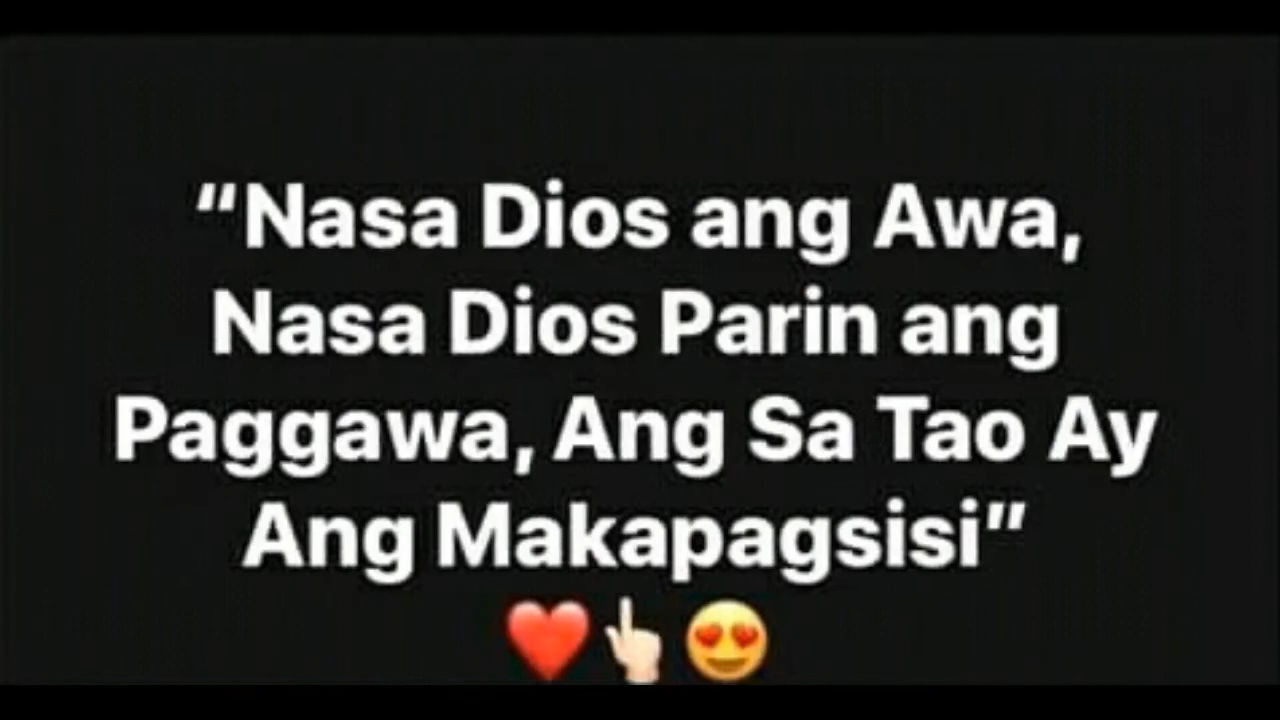 “Nasa Dios ang Awa,
Nasa Dios Parin ang
Paggawa, Ang Sa Tao Ay
Ang Makapagsisi”
❤️👆🏻😍